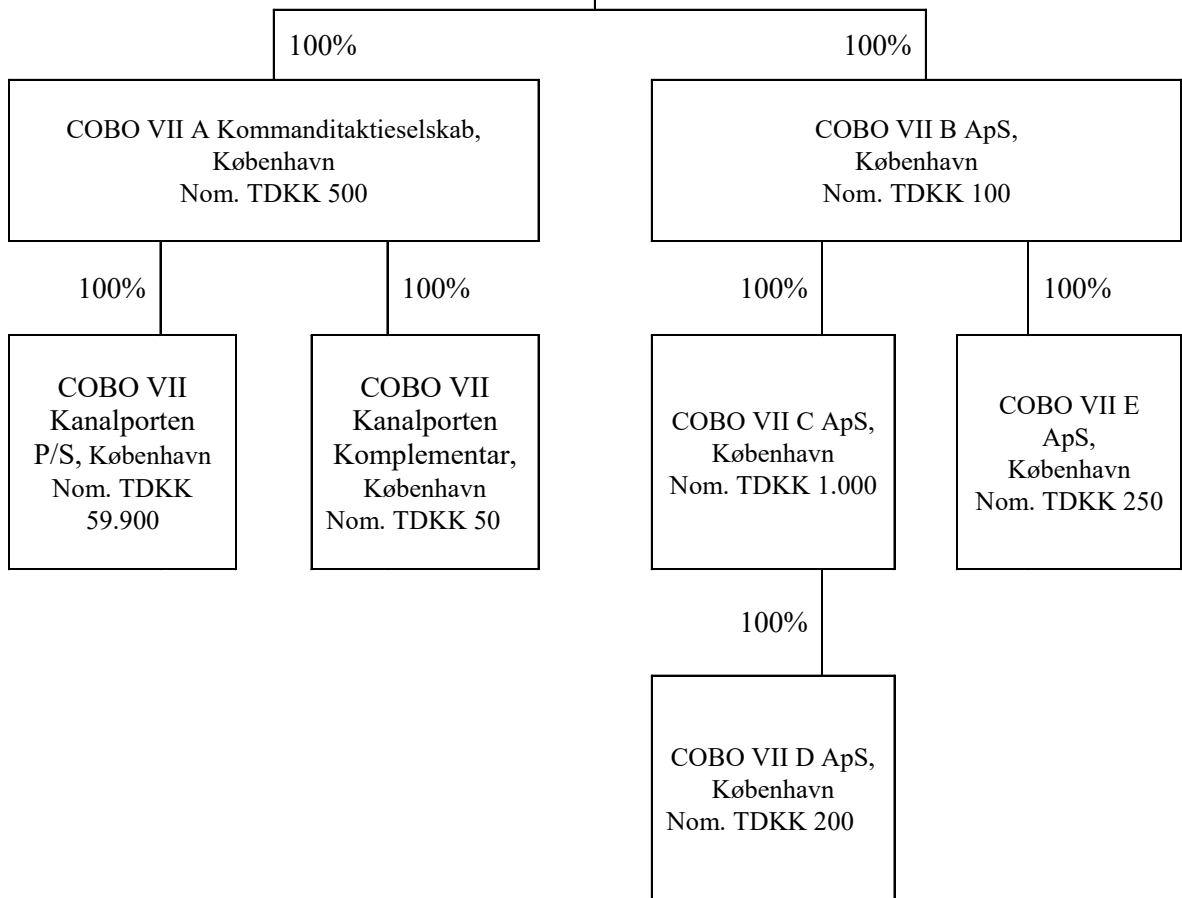 100%
100%
COBO VII A Kommanditaktieselskab,
København
Nom. TDKK 500
COBO VII B ApS,
København
Nom. TDKK 100
100%
100%
100%
100%
COBO VII
Kanalporten
P/S, København
Nom. TDKK
59.900
COBO VII
Kanalporten
Komplementar,
København
Nom. TDKK 50
COBO VII C ApS,
København
Nom. TDKK 1.000
COBO VII E
ApS,
København
Nom. TDKK 250
100%
COBO VII D ApS,
København
Nom. TDKK 200